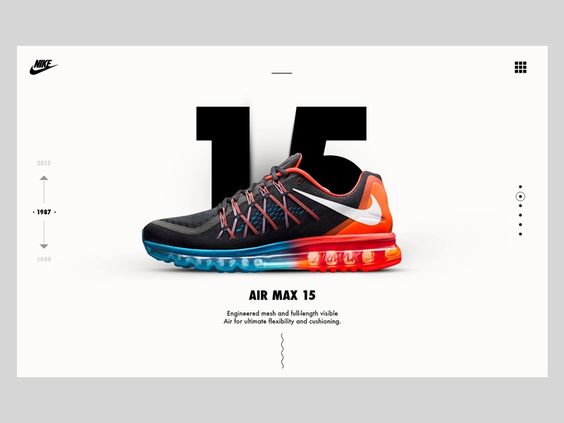 NIKE
15
2015
1987
1989
AIR MAX 15
Engineered mesh and full-length visible
Air for ultimate flexibility and cushioning.